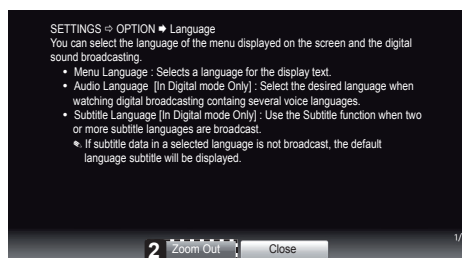 SETTINGS ⇨ OPTION ➡ Language
You can select the language of the menu displayed on the screen and the digital
sound broadcasting.
• Menu Language : Selects a language for the display text.
• Audio Language [In Digital mode Only] : Select the desired language when
watching digital broadcasting containg several voice languages.
• Subtitle Language [In Digital mode Only] : Use the Subtitle function when two
or more subtitle languages are broadcast.
If subtitle data in a selected language is not broadcast, the default
language subtitle will be displayed.
1/
2 Zoom Out Close